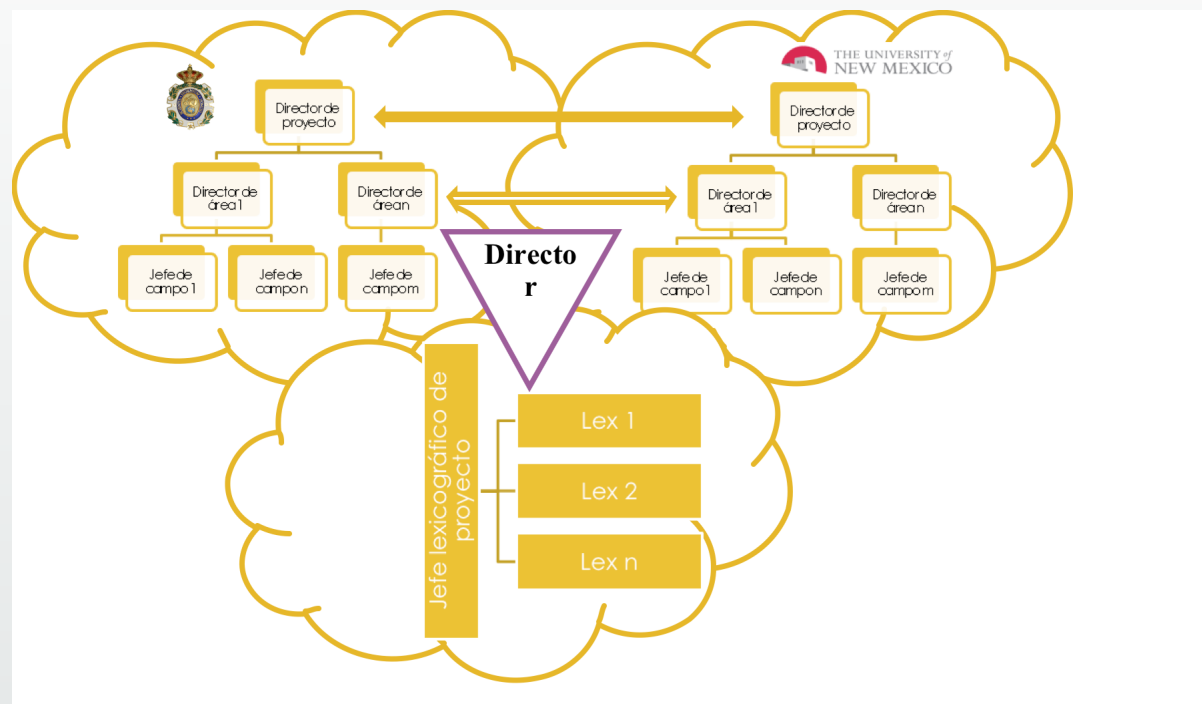 THE UNIVERSITY of
NEW MEXICO
Director de
proyecto
Director de
proyecto
Director de
área 1
Director de
área n
Director de
área 1
Director de
área n
Jefe de
campo 1
Jefe de
campo n
Jefe de
campo m
Directo
r
Jefe de
campo 1
Jefe de
campo n
Jefe de
campo m
Jefe lexicográfico de
proyecto
Lex 1
Lex 2
Lex n